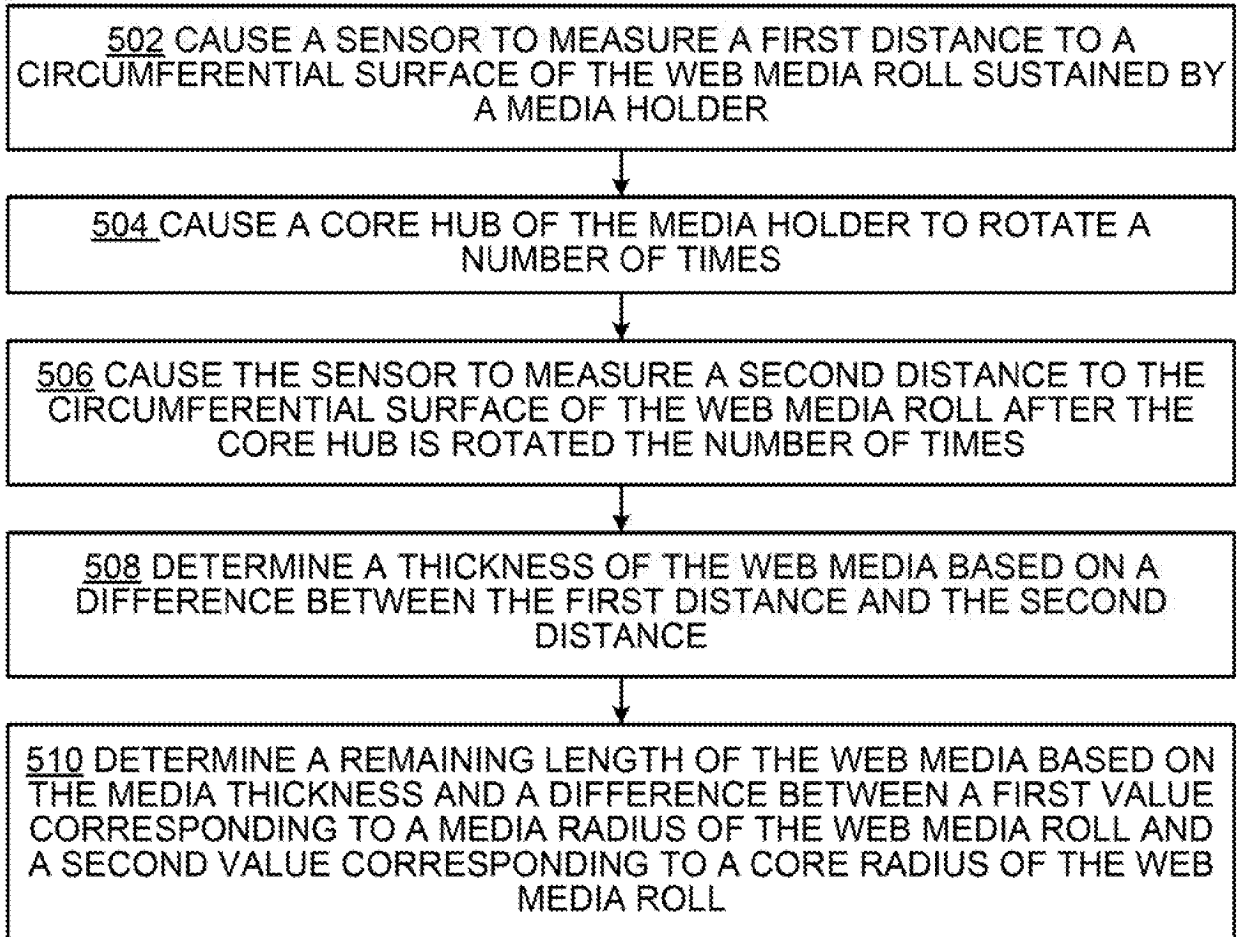 502 CAUSE A SENSOR TO MEASURE A FIRST DISTANCE TO A
CIRCUMFERENTIAL SURFACE OF THE WEB MEDIA ROLL SUSTAINED BY
A MEDIA HOLDER
504 CAUSE A CORE HUB OF THE MEDIA HOLDER TO ROTATE A
NUMBER OF TIMES
506 CAUSE THE SENSOR TO MEASURE A SECOND DISTANCE TO THE
CIRCUMFERENTIAL SURFACE OF THE WEB MEDIA ROLL AFTER THE
CORE HUB IS ROTATED THE NUMBER OF TIMES
508 DETERMINE A THICKNESS OF THE WEB MEDIA BASED ON A
DIFFERENCE BETWEEN THE FIRST DISTANCE AND THE SECOND
DISTANCE
510 DETERMINE A REMAINING LENGTH OF THE WEB MEDIA BASED ON
THE MEDIA THICKNESS AND A DIFFERENCE BETWEEN A FIRST VALUE
CORRESPONDING TO A MEDIA RADIUS OF THE WEB MEDIA ROLL AND
A SECOND VALUE CORRESPONDING TO A CORE RADIUS OF THE WEB
MEDIA ROLL